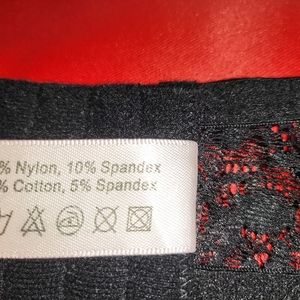 % Nylon, 10% Spandex
% Cotton, 5% Spandex